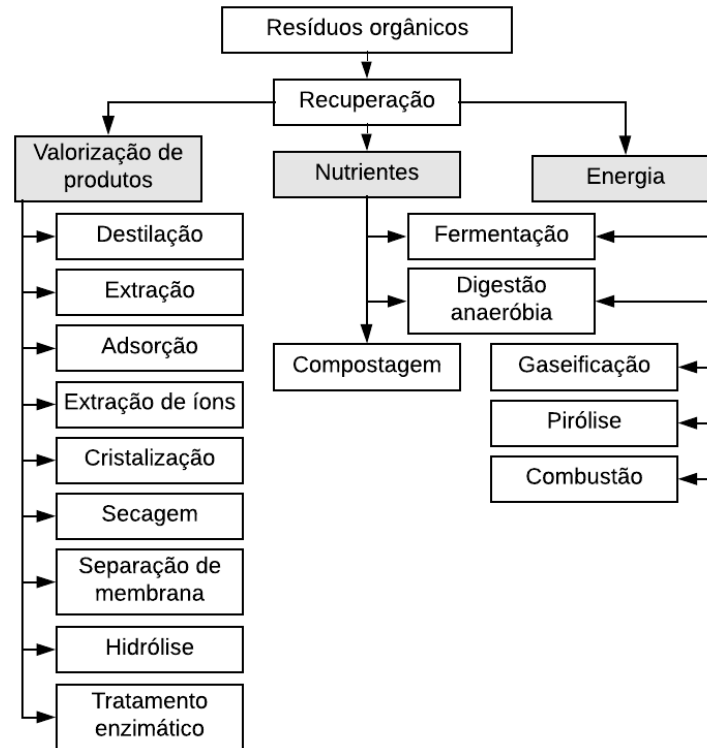 Resíduos orgânicos
Recuperação
Valorização de
produtos
Nutrientes
Energia
Destilação
Extração
Adsorção
Extração de íons
Cristalização
Secagem
Separação de
membrana
Hidrólise
Tratamento
enzimático
Fermentação
Digestão
anaeróbia
Compostagem
Gaseificação
Pirólise
Combustão